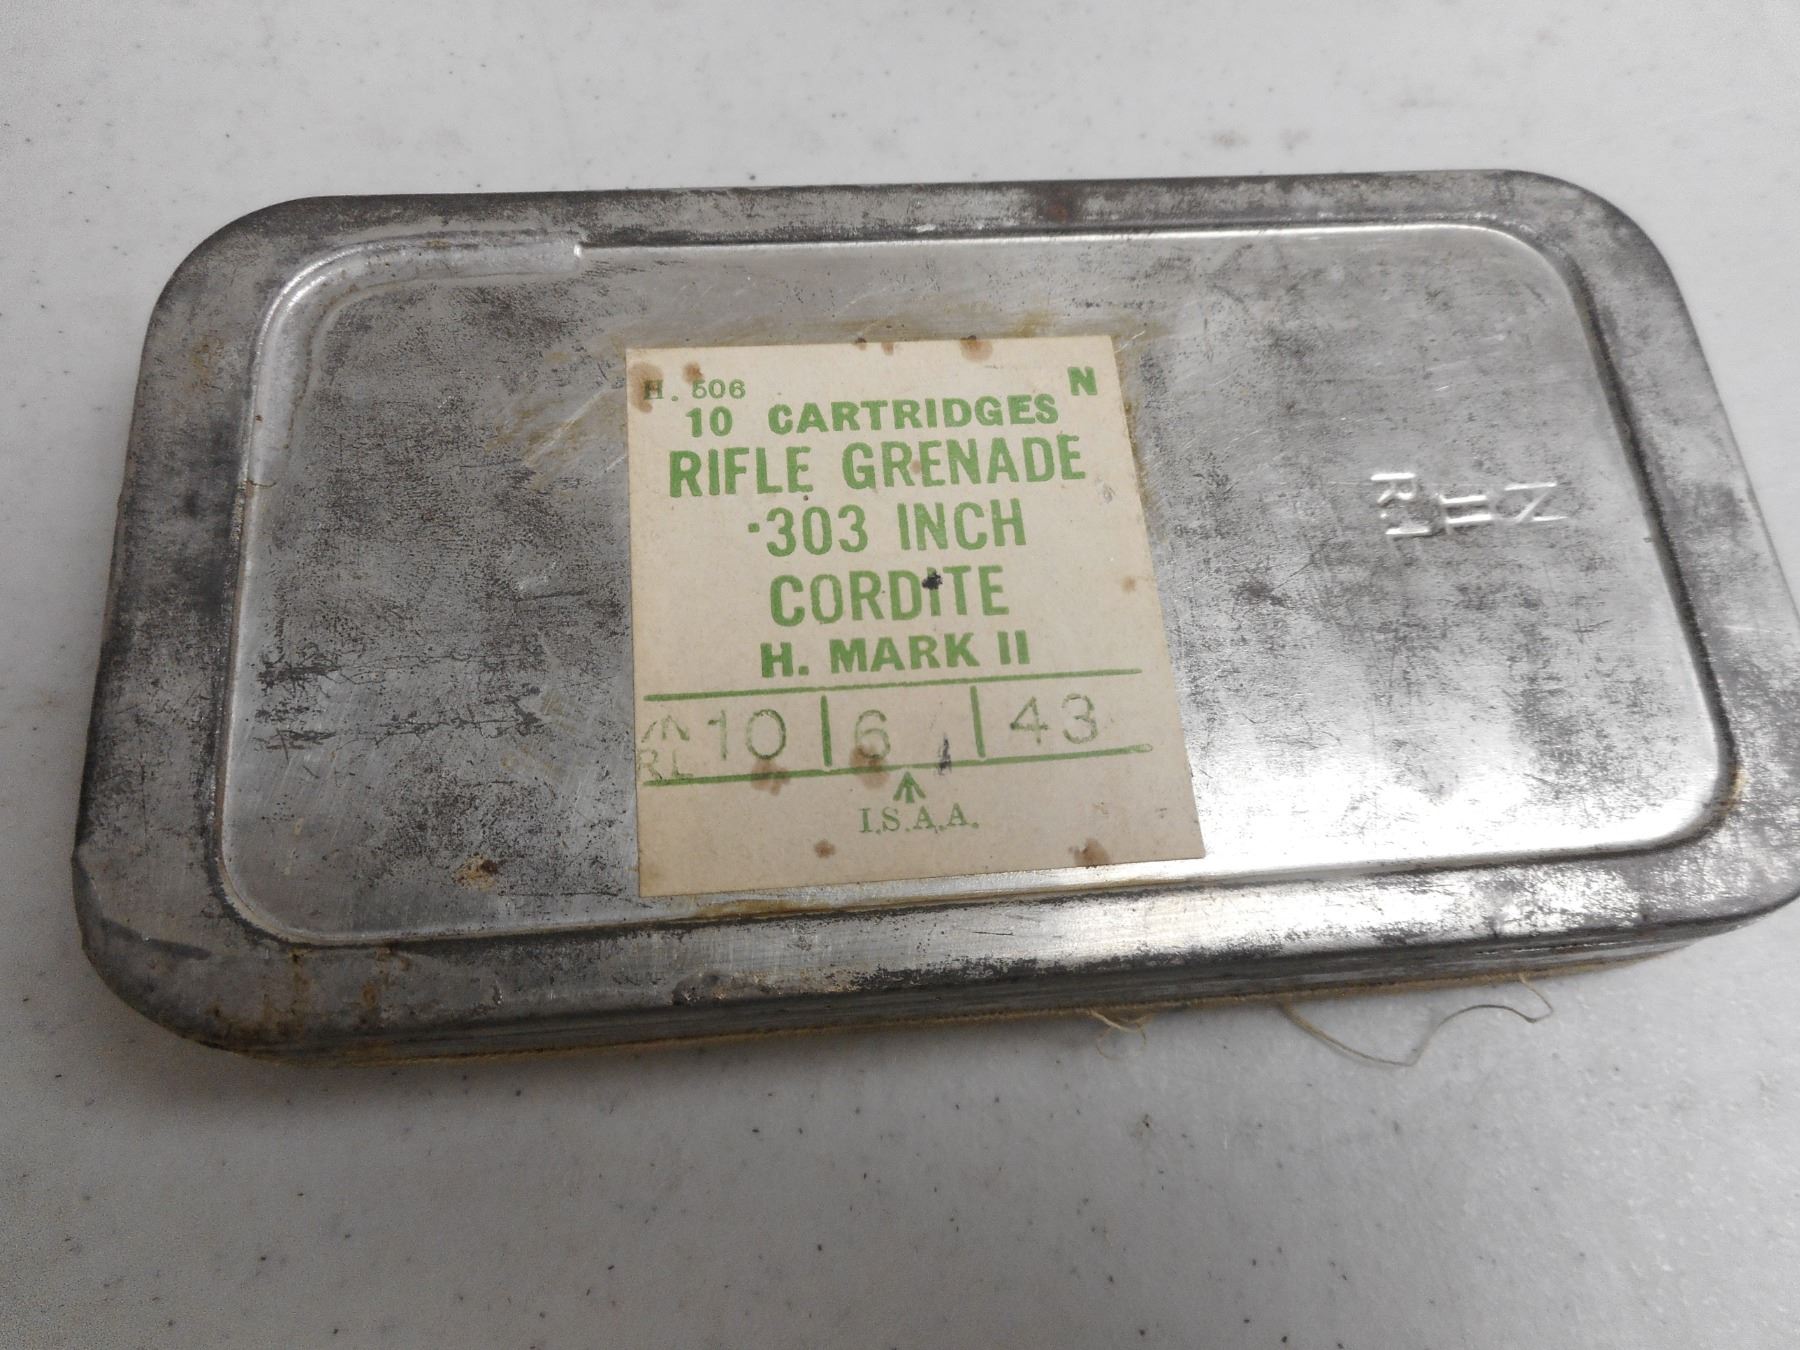 H. 506 N
10 CARTRIDGES
RIFLE GRENADE
·303 INCH
CORDITE
H. MARK II
RL 10 6 43
I.S.A.A.